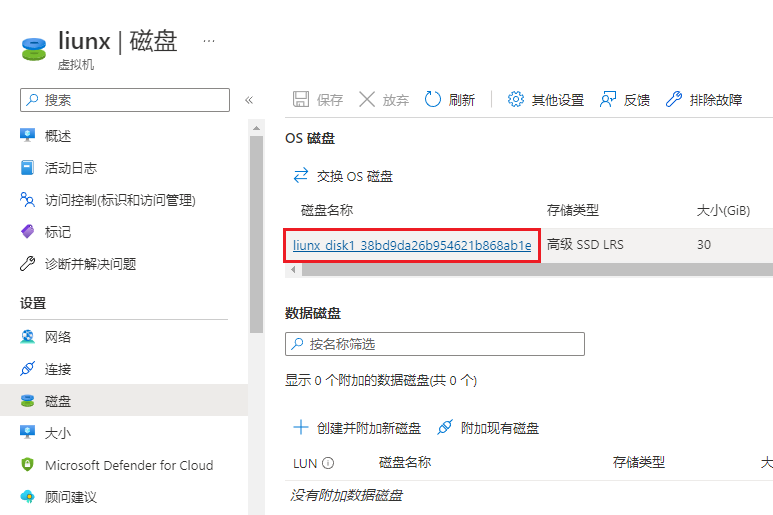 liunx | 磁盘 ...
虚拟机
搜索
«
保存 放弃 刷新 其他设置 反馈 排除故障
概述
活动日志
访问控制(标识和访问管理)
标记
诊断并解决问题
设置
网络
连接
磁盘
大小
Microsoft Defender for Cloud
顾问建议
OS 磁盘
交换 OS 磁盘
磁盘名称 存储类型 大小(GiB)
liunx_disk1_38bd9da26b954621b868ab1e 高级 SSD LRS 30
数据磁盘
按名称筛选
显示 0 个附加的数据磁盘(共 0 个)
创建并附加新磁盘 附加现有磁盘
LUN 磁盘名称 存储类型 大
没有附加数据磁盘